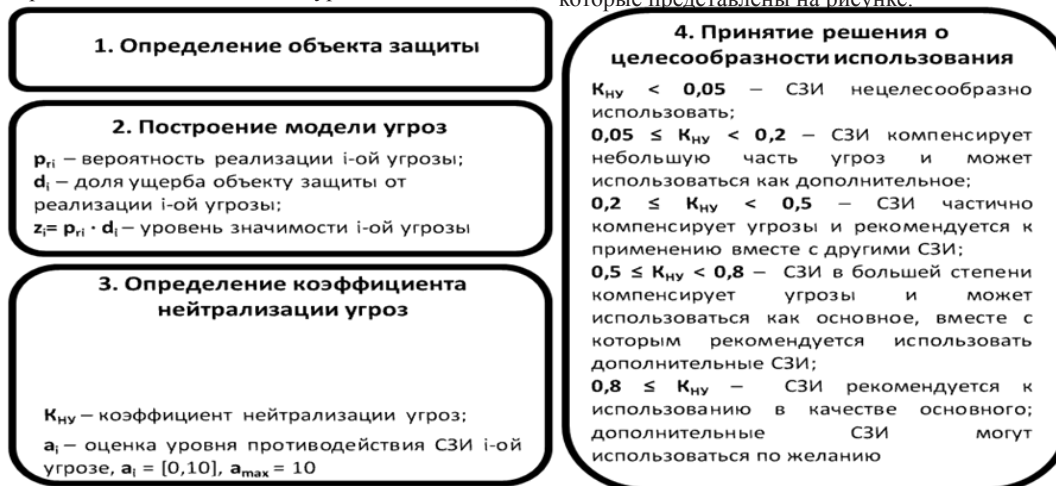 которые представлены на рисунке.
1. Определение объекта защиты
2. Построение модели угроз
pri – вероятность реализации i-ой угрозы;
di – доля ущерба объекту защиты от
реализации i-ой угрозы;
zi= pri · di – уровень значимости i-ой угрозы
3. Определение коэффициента
нейтрализации угроз
Кну – коэффициент нейтрализации угроз;
ai – оценка уровня противодействия СЗИ i-ой
угрозе, ai = [0,10], amax = 10
4. Принятие решения о
целесообразности использования
Кну < 0,05 – СЗИ нецелесообразно
использовать;
0,05 ≤ Кну < 0,2 – СЗИ компенсирует
небольшую часть угроз и может
использоваться как дополнительное;
0,2 ≤ Кну < 0,5 – СЗИ частично
компенсирует угрозы и рекомендуется к
применению вместе с другими СЗИ;
0,5 ≤ Кну < 0,8 – СЗИ в большей степени
компенсирует угрозы и может
использоваться как основное, вместе с
которым рекомендуется использовать
дополнительные СЗИ;
0,8 ≤ Кну – СЗИ рекомендуется к
использованию в качестве основного;
дополнительные СЗИ могут
использоваться по желанию